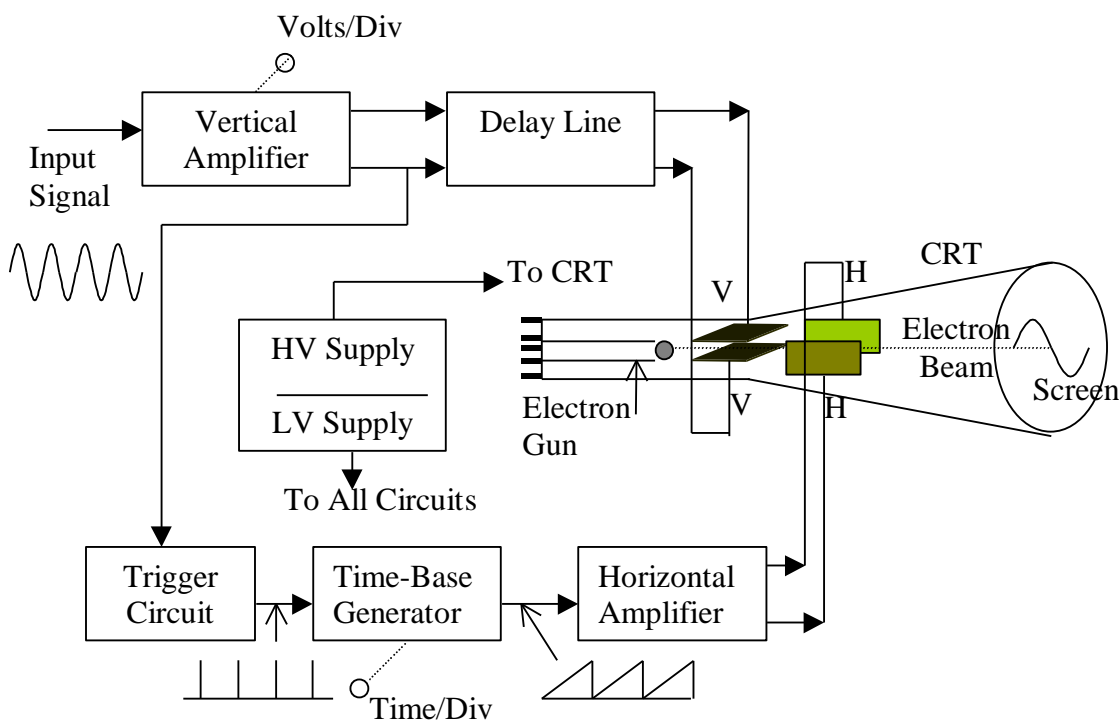 Volts/Div
Vertical
Amplifier
Delay Line
Input
Signal
To CRT
CRT
V
H
HV Supply
LV Supply
Electron
Beam
Screen
Electron
Gun
V
H
To All Circuits
Trigger
Circuit
Time-Base
Generator
Horizontal
Amplifier
Time/Div